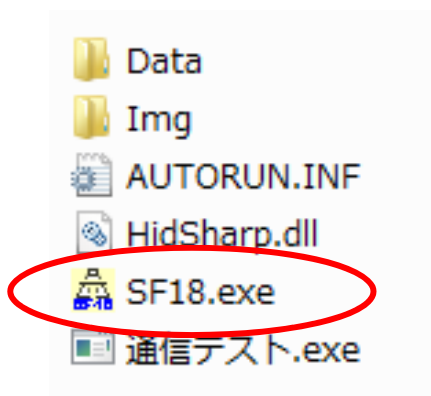 Data
Img
AUTORUN.INF
HidSharp.dll
SF18.exe
通信テスト.exe